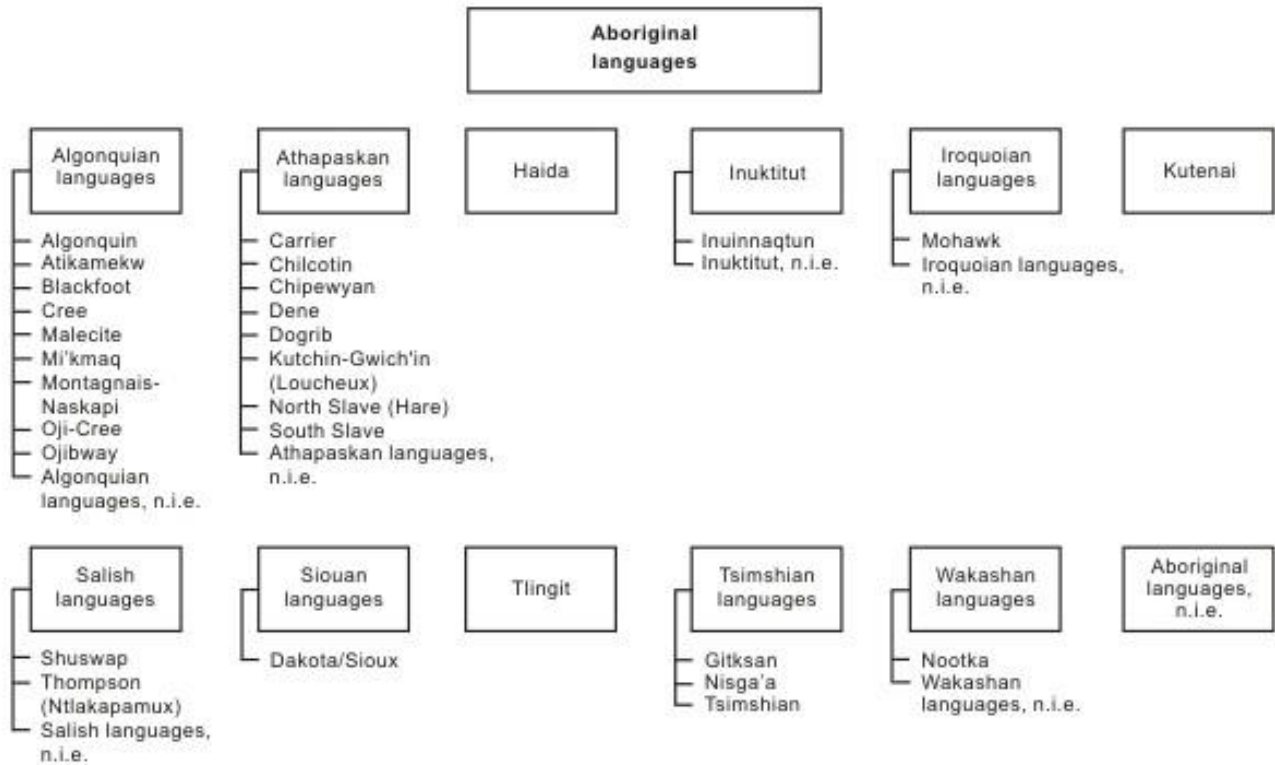 Aboriginal
languages
Algonquian
languages
Algonquin
Atikamekw
Blackfoot
Cree
Malecite
Mi'kmaq
Montagnais-
Naskapi
Oji-Cree
Ojibway
Algonquian
languages, n.i.e.
Athapaskan
languages
Carrier
Chilcotin
Chipewyan
Dene
Dogrib
Kutchin-Gwich'in
(Loucheux)
North Slave (Hare)
South Slave
Athapaskan languages,
n.i.e.
Haida
Inuktitut
Inuinnaqtun
Inuktitut, n.i.e.
Iroquoian
languages
Mohawk
Iroquoian languages,
n.i.e.
Kutenai
Salish
languages
Shuswap
Thompson
(Ntlakapamux)
Salish languages,
n.i.e.
Siouan
languages
Dakota/Sioux
Tlingit
Tsimshian
languages
Gitksan
Nisga'a
Tsimshian
Wakashan
languages
Nootka
Wakashan
languages, n.i.e.
Aboriginal
languages,
n.i.e.